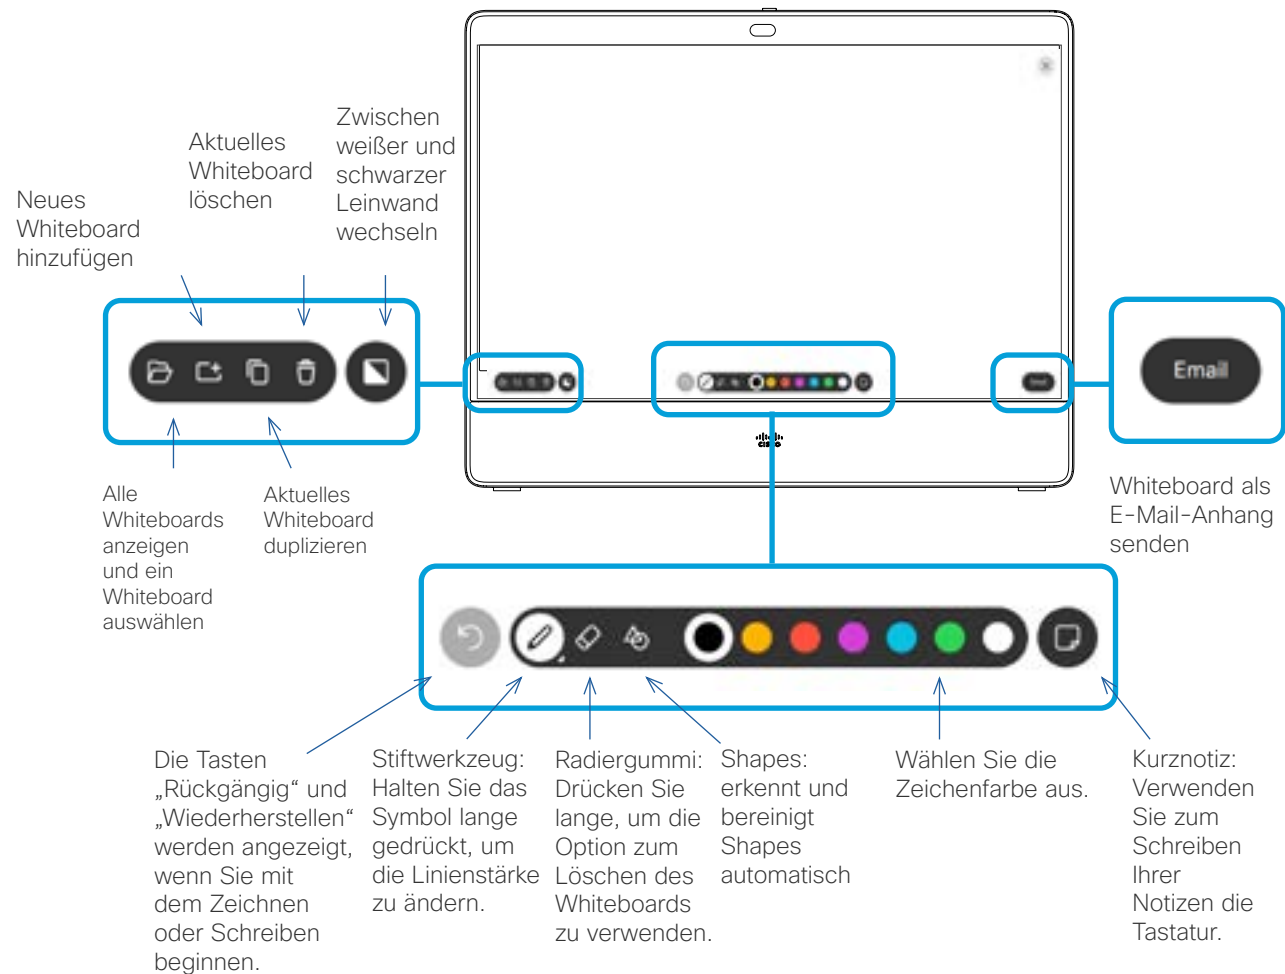 Neues
Whiteboard
hinzufügen
Aktuelles
Whiteboard
löschen
Zwischen
weißer und
schwarzer
Leinwand
wechseln
Alle
Whiteboards
anzeigen
und ein
Whiteboard
auswählen
Aktuelles
Whiteboard
duplizieren
CISCO
Email
Email
Whiteboard als
E-Mail-Anhang
senden
Die Tasten
„Rückgängig“ und
„Wiederherstellen“
werden angezeigt,
wenn Sie mit
dem Zeichnen
oder Schreiben
beginnen.
Stiftwerkzeug:
Halten Sie das
Symbol lange
gedrückt, um
die Linienstärke
zu ändern.
Radiergummi:
Drücken Sie
lange, um die
Option zum
Löschen des
Whiteboards
zu verwenden.
Shapes:
erkennt und
bereinigt
Shapes
automatisch
Wählen Sie die
Zeichenfarbe aus.
Kurznotiz:
Verwenden
Sie zum
Schreiben
Ihrer
Notizen die
Tastatur.